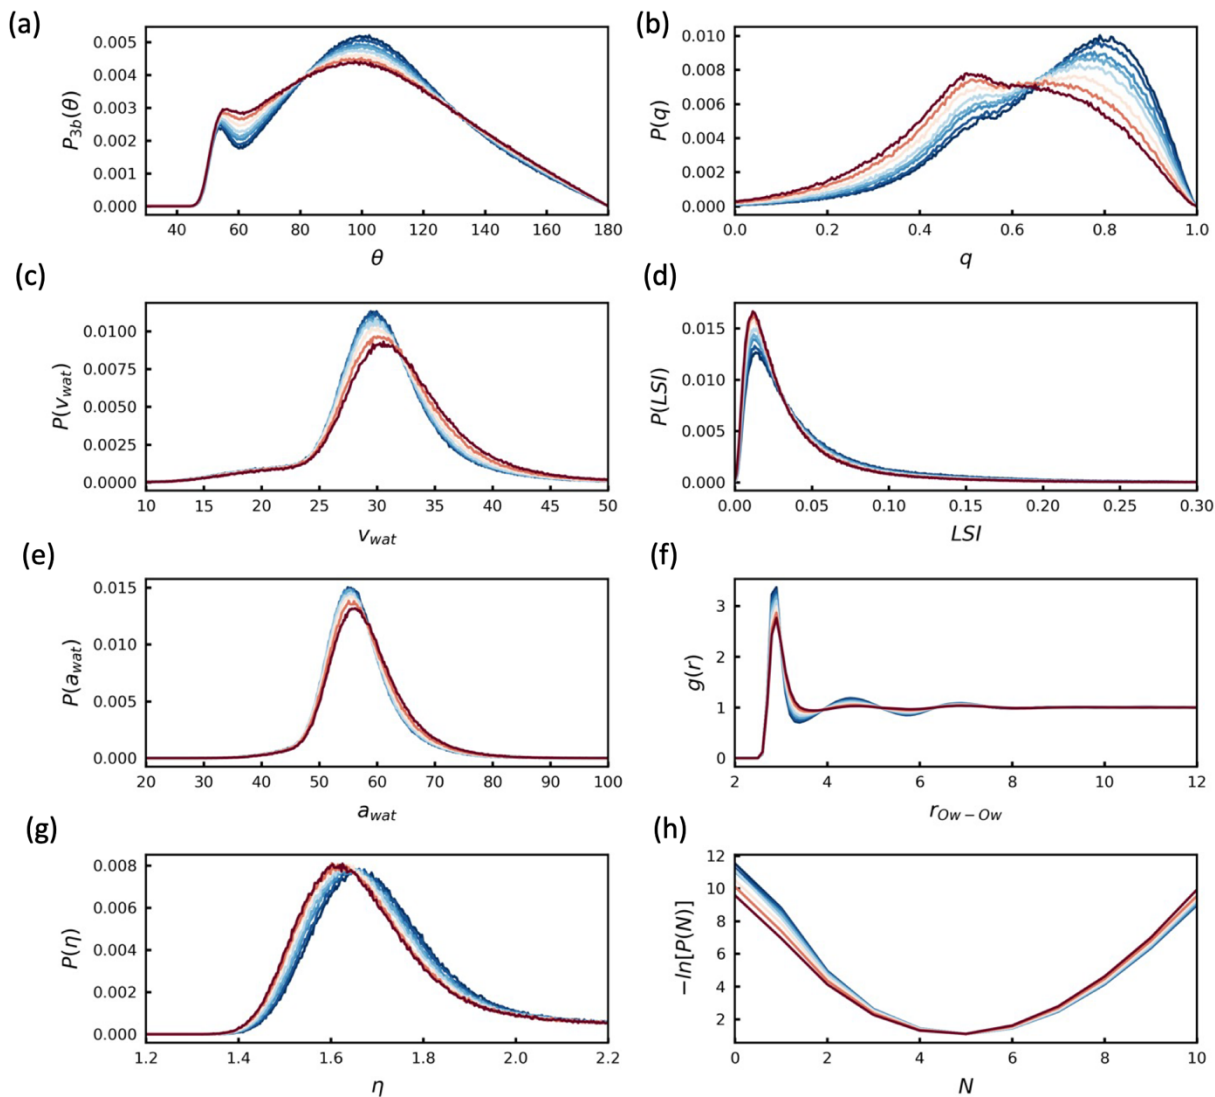 (a)
0.005
0.004
0.003
0.002
0.001
0.000
P3b(θ)
40 60 80 100 120 140 160 180
θ
(b)
0.010
0.008
0.006
0.004
0.002
0.000
P(q)
0.0 0.2 0.4 0.6 0.8 1.0
q
(c)
0.0100
0.0075
0.0050
0.0025
0.0000
P(vwat)
10 15 20 25 30 35 40 45 50
vwat
(d)
0.015
0.010
0.005
0.000
P(LSI)
0.00 0.05 0.10 0.15 0.20 0.25 0.30
LSI
(e)
0.015
0.010
0.005
0.000
P(awat)
20 30 40 50 60 70 80 90 100
awat
(f)
3
2
1
0
g(r)
2 4 6 8 10 12
rOw−Ow
(g)
0.008
0.006
0.004
0.002
0.000
P(η)
1.2 1.4 1.6 1.8 2.0 2.2
η
(h)
12
10
8
6
4
2
−ln[P(N)]
0 2 4 6 8 10
N